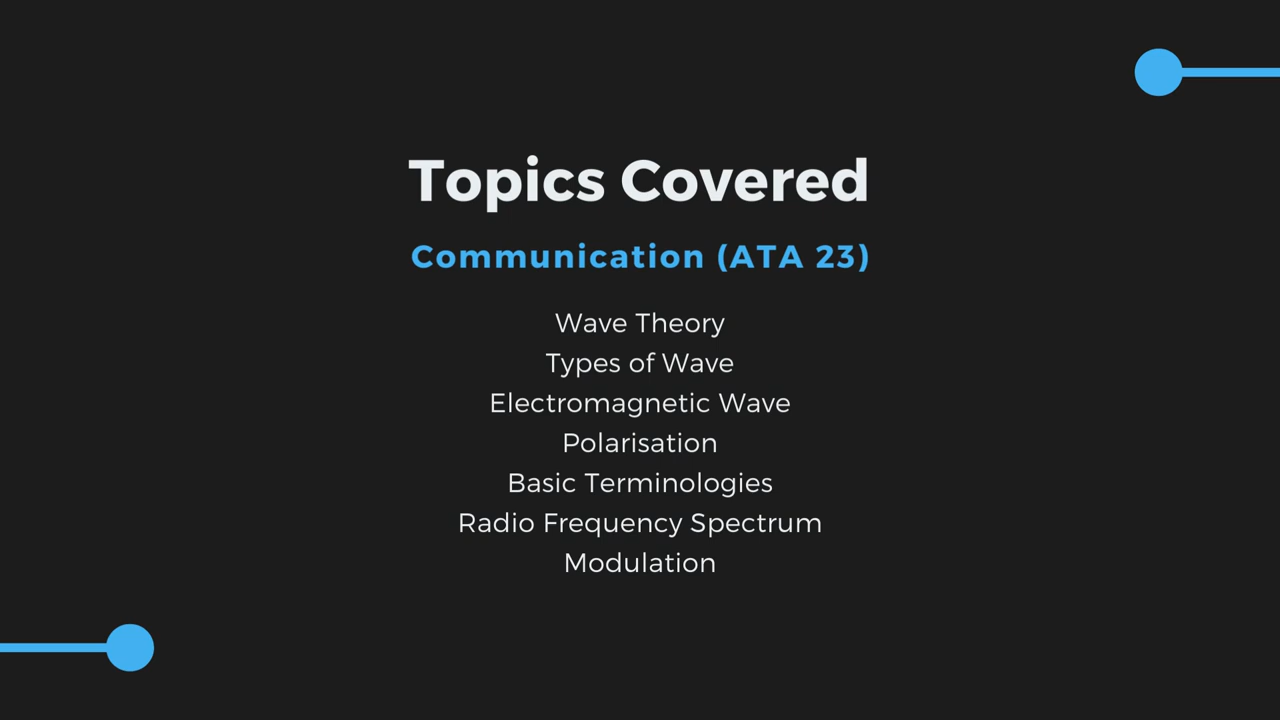 Topics Covered
Communication (ATA 23)
Wave Theory
Types of Wave
Electromagnetic Wave
Polarisation
Basic Terminologies
Radio Frequency Spectrum
Modulation